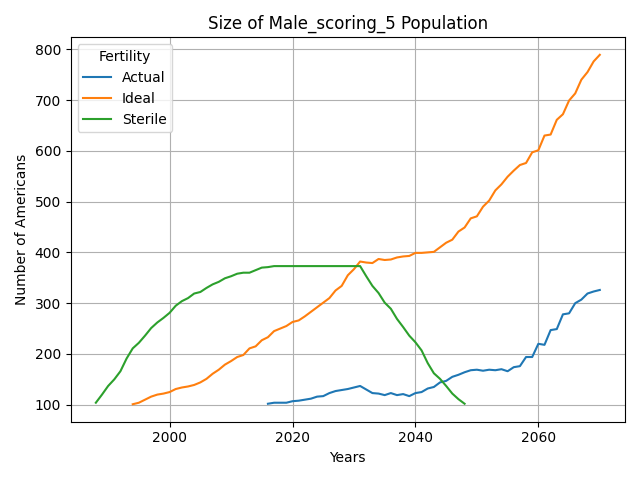 Size of Male_scoring_5 Population
Fertility
Actual
Ideal
Sterile
Number of Americans
800
700
600
500
400
300
200
100
2000
2020
2040
2060
Years